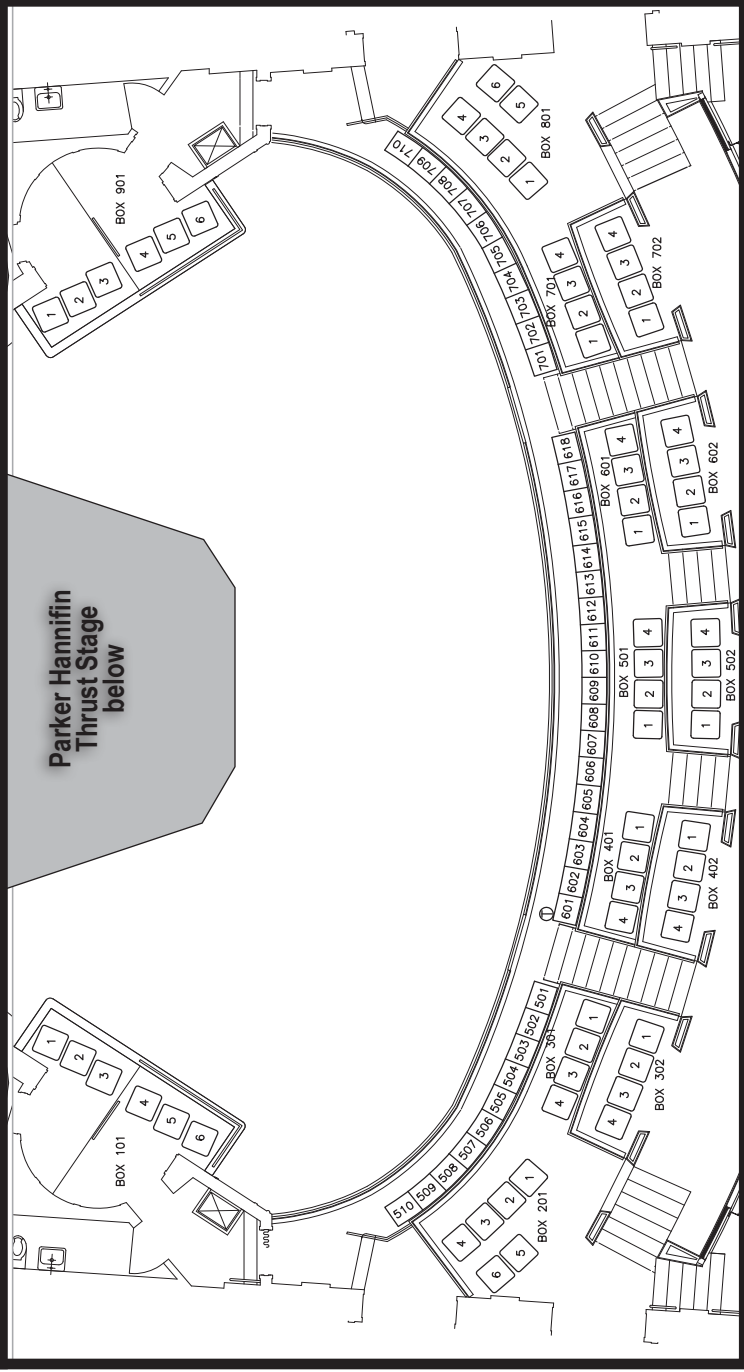 Parker Hannifin
Thrust Stage
below
BOX 101
1
2
3
4
5
6
BOX 901
1
2
3
4
5
6
510 509 508 507 506 505 504 503 502 501
601 602 603 604 605 606 607 608 609 610 611 612 613 614 615 616 617 618
701 702 703 704 705 706 707 708 709 710
BOX 201
4 3 2 1
6 5
BOX 301
4 3 2 1
BOX 302
4 3 2 1
BOX 401
4 3 2 1
BOX 402
4 3 2 1
BOX 501
1 2 3 4
BOX 502
1 2 3 4
BOX 601
1 2 3 4
BOX 602
1 2 3 4
BOX 701
1 2 3 4
BOX 702
1 2 3 4
BOX 801
1 2 3 4
5 6